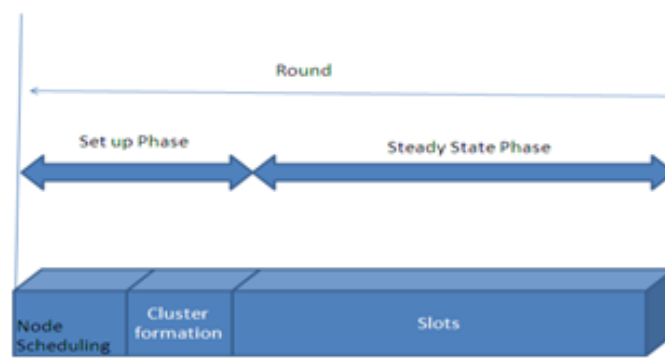 Round
Set up Phase
Steady State Phase
Node
Scheduling
Cluster
formation
Slots